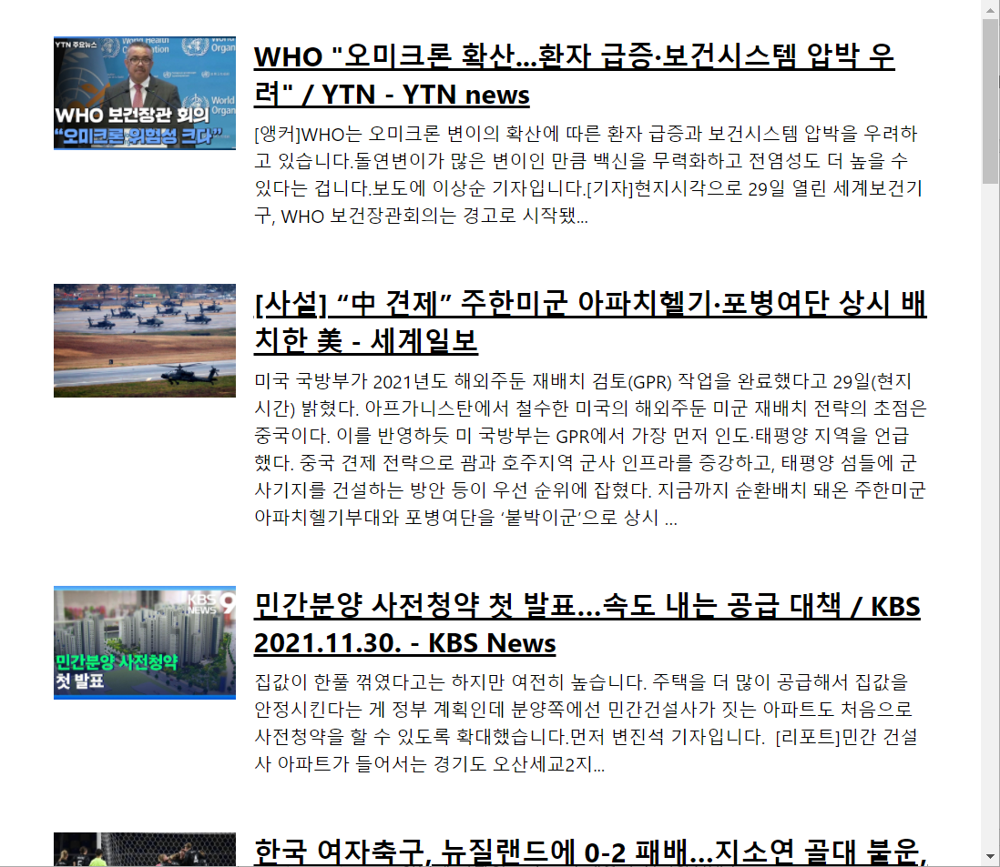 YTN 주요뉴스
World Health
Organization
World
Organ
WHO 보건장관 회의
“오미크론 위험성 크다”
WHO "오미크론 확산...환자 급증·보건시스템 압박 우
려" / YTN - YTN news
[앵커]WHO는 오미크론 변이의 확산에 따른 환자 급증과 보건시스템 압박을 우려하
고 있습니다.돌연변이가 많은 변이인 만큼 백신을 무력화하고 전염성도 더 높을 수
있다는 겁니다.보도에 이상순 기자입니다.[기자]현지시각으로 29일 열린 세계보건기
구, WHO 보건장관회의는 경고로 시작됐...
[사설] “中 견제” 주한미군 아파치헬기·포병여단 상시 배
치한 美 - 세계일보
미국 국방부가 2021년도 해외주둔 재배치 검토(GPR) 작업을 완료했다고 29일(현지
시간) 밝혔다. 아프가니스탄에서 철수한 미국의 해외주둔 미군 재배치 전략의 초점은
중국이다. 이를 반영하듯 미 국방부는 GPR에서 가장 먼저 인도·태평양 지역을 언급
했다. 중국 견제 전략으로 괌과 호주지역 군사 인프라를 증강하고, 태평양 섬들에 군
사기지를 건설하는 방안 등이 우선 순위에 잡혔다. 지금까지 순환배치 돼온 주한미군
아파치헬기부대와 포병여단을 ‘붙박이군’으로 상시 …
KBS 9
NEWS
민간분양 사전청약
첫 발표
민간분양 사전청약 첫 발표…속도 내는 공급 대책 / KBS
2021.11.30. - KBS News
집값이 한풀 꺾였다고는 하지만 여전히 높습니다. 주택을 더 많이 공급해서 집값을
안정시킨다는 게 정부 계획인데 분양쪽에선 민간건설사가 짓는 아파트도 처음으로
사전청약을 할 수 있도록 확대했습니다.먼저 변진석 기자입니다.  [리포트]민간 건설
사 아파트가 들어서는 경기도 오산세교2지...
한국 여자축구, 뉴질랜드에 0-2 패배…지소연 골대 불운,